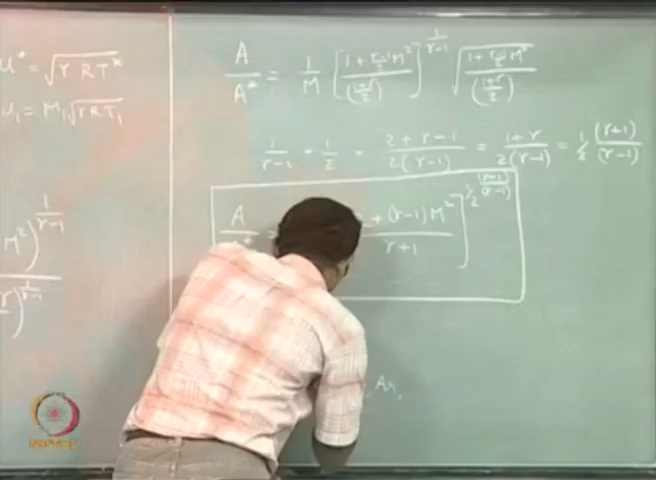 U* = √(γRT*)
U₁ = M₁√(γRT₁)
M²)^(1/(γ-1))
)^(1/(γ-1))
A/A* = 1/M [(1 + (γ-1)/2 M²)/((1+γ)/2)]^(1/(γ-1)) √((1 + (γ-1)/2 M²)/((1+γ)/2))
1/(γ-1) + 1/2 = (2+γ-1)/(2(γ-1)) = (1+γ)/(2(γ-1)) = 1/2 (γ+1)/(γ-1)
A = + (γ-1)M² / γ+1 ]^(1/2 (γ+1)/(γ-1))
Ar,
NPTEL